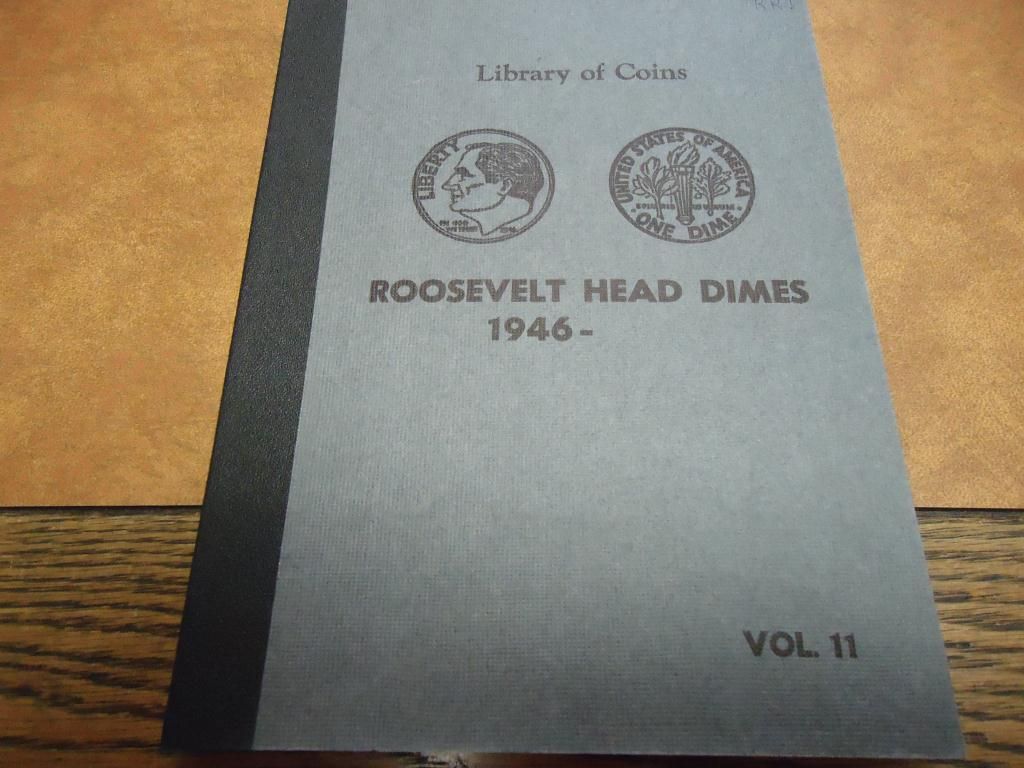 Library of Coins
LIBERTY
IN GOD
WE TRUST
1946
UNITED STATES OF AMERICA
· ONE DIME ·
ROOSEVELT HEAD DIMES
1946-
VOL. 11